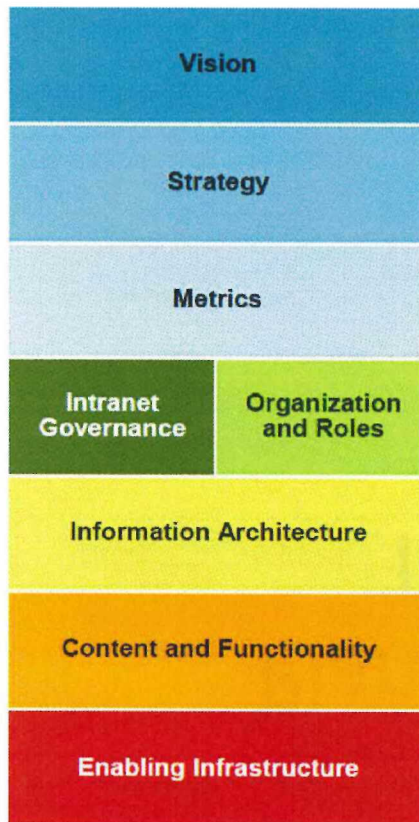 Vision
Strategy
Metrics
Intranet
Governance
Organization
and Roles
Information Architecture
Content and Functionality
Enabling Infrastructure